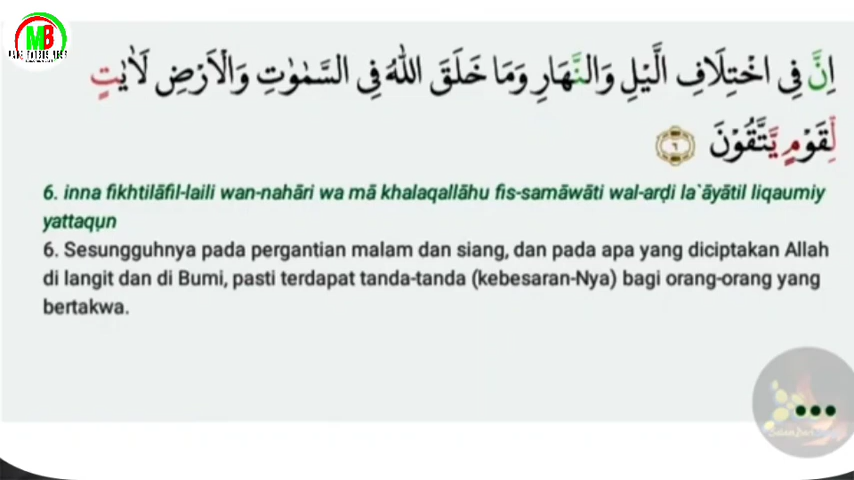 MB
اِنَّ فِى اخْتِلَافِ الَّيْلِ وَالنَّهَارِ وَمَا خَلَقَ اللّٰهُ فِى السَّمٰوٰتِ وَالْاَرْضِ لَاٰيٰتٍ
لِّقَوْمٍ يَّتَّقُوْنَ ٦
6. inna fikhtilāfil-laili wan-nahāri wa mā khalaqallāhu fis-samāwāti wal-arḍi la`āyātil liqaumiy
yattaqụn
6. Sesungguhnya pada pergantian malam dan siang, dan pada apa yang diciptakan Allah
di langit dan di Bumi, pasti terdapat tanda-tanda (kebesaran-Nya) bagi orang-orang yang
bertakwa.